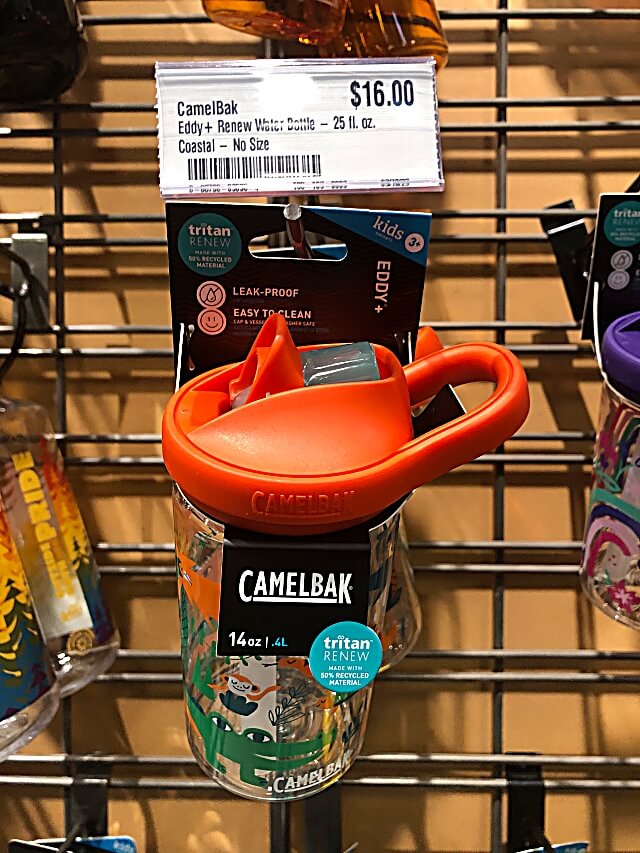 CamelBak
$16.00
Eddy+ Renew Water Bottle – 25 fl. oz.
Coastal – No Size
tritan
RENEW
MADE WITH
50% RECYCLED
MATERIAL
kids
3+
EDDY+
LEAK-PROOF
EASY TO CLEAN
CAMELBAK
CAMELBAK
14oz | .4L
tritan
RENEW
MADE WITH
50% RECYCLED
MATERIAL
CAMELBAK
PRIDE
tritan
RENEW